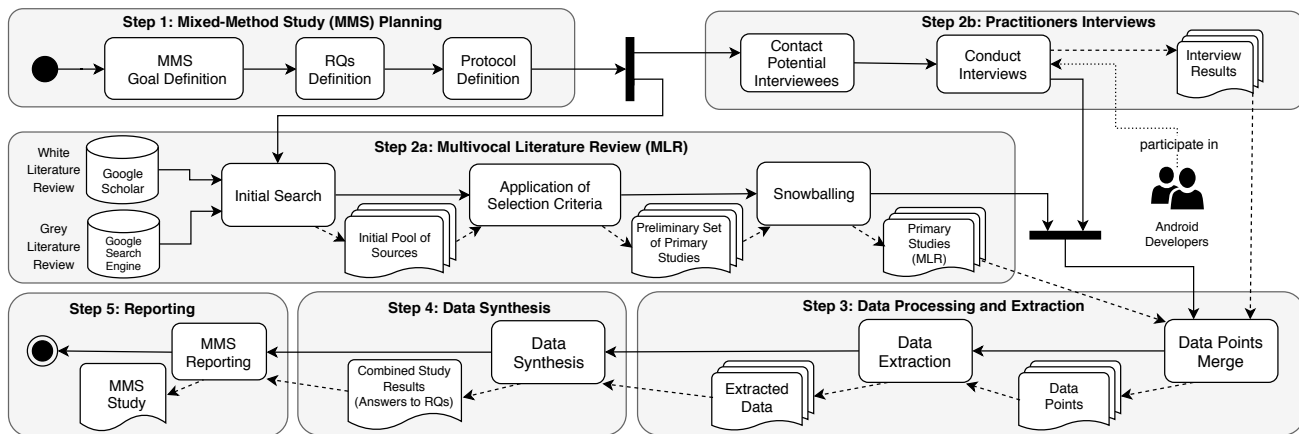 Step 1: Mixed-Method Study (MMS) Planning
MMS
Goal Definition
RQs
Definition
Protocol
Definition
Step 2b: Practitioners Interviews
Contact
Potential
Interviewees
Conduct
Interviews
Interview
Results
participate in
Android
Developers
Step 2a: Multivocal Literature Review (MLR)
White
Literature
Review
Google
Scholar
Grey
Literature
Review
Google
Search
Engine
Initial Search
Initial Pool of
Sources
Application of
Selection Criteria
Preliminary Set
of Primary
Studies
Snowballing
Primary
Studies
(MLR)
Step 5: Reporting
MMS
Reporting
MMS
Study
Step 4: Data Synthesis
Data
Synthesis
Combined Study
Results
(Answers to RQs)
Step 3: Data Processing and Extraction
Data
Extraction
Extracted
Data
Data Points
Merge
Data
Points